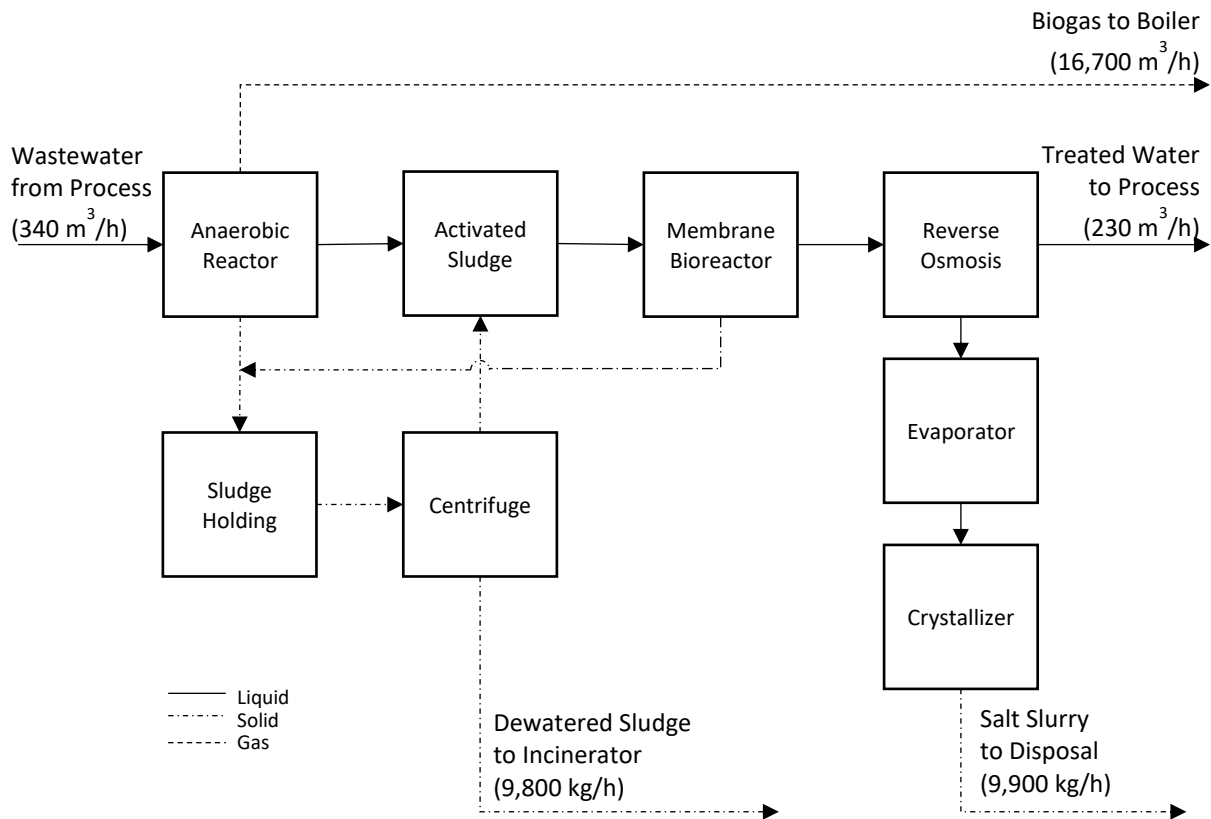 Biogas to Boiler
(16,700 m³/h)
Wastewater
from Process
(340 m³/h)
Treated Water
to Process
(230 m³/h)
Anaerobic
Reactor
Activated
Sludge
Membrane
Bioreactor
Reverse
Osmosis
Sludge
Holding
Centrifuge
Evaporator
Crystallizer
Liquid
Solid
Gas
Dewatered Sludge
to Incinerator
(9,800 kg/h)
Salt Slurry
to Disposal
(9,900 kg/h)